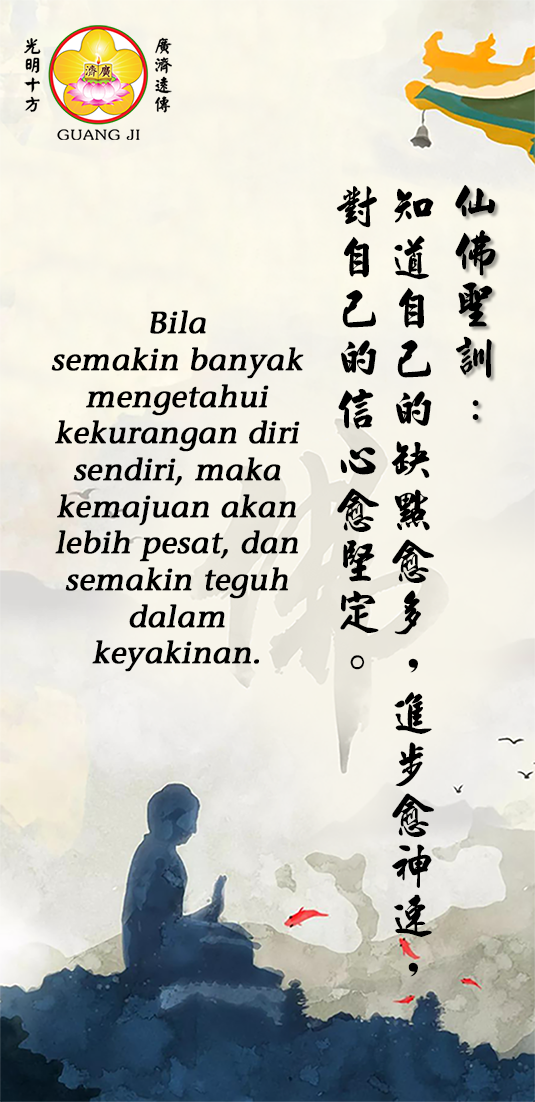 光明十方
廣濟遠傳
濟廣
GUANG JI
仙佛聖訓：
知道自己的缺點愈多，進步愈神速，
對自己的信心愈堅定。
Bila
semakin banyak
mengetahui
kekurangan diri
sendiri, maka
kemajuan akan
lebih pesat, dan
semakin teguh
dalam
keyakinan.
佛